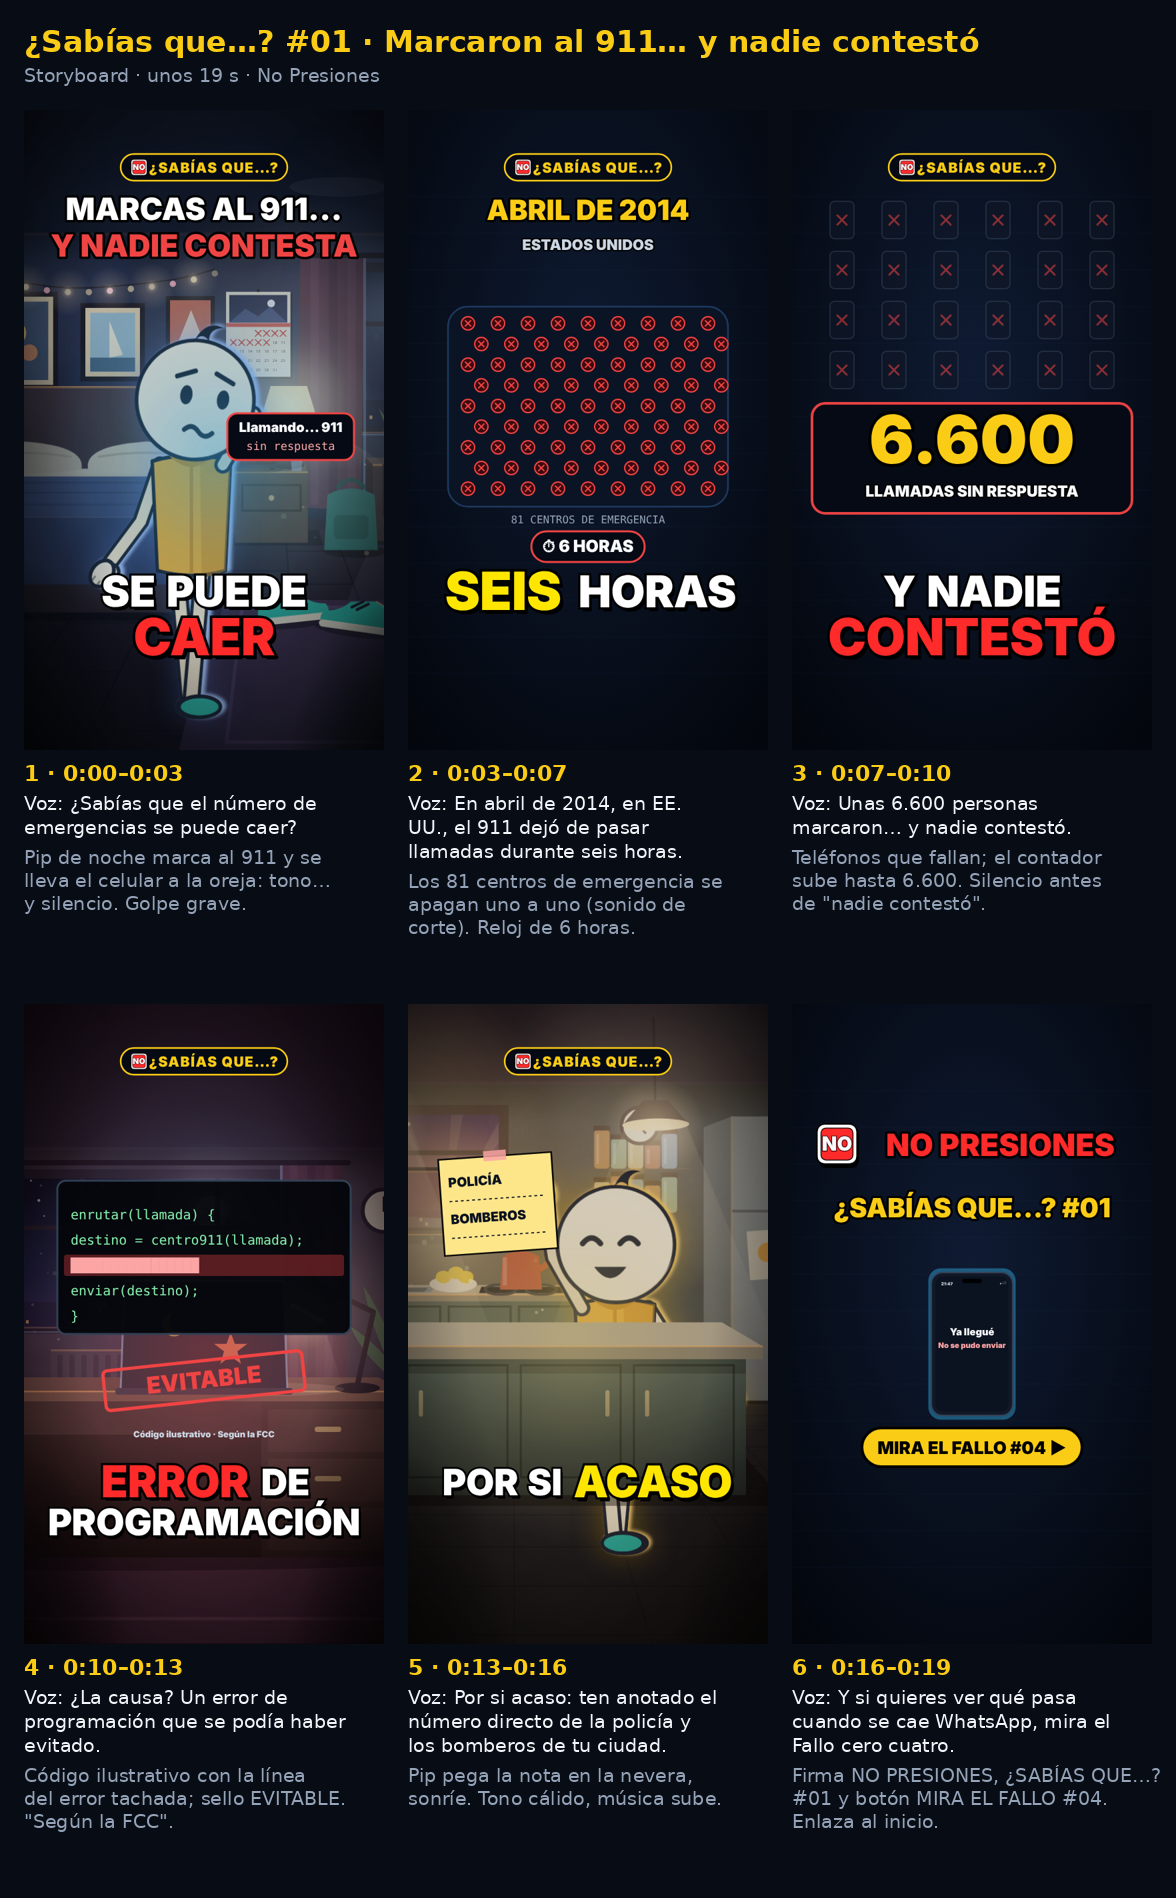 ¿Sabías que…? #01 · Marcaron al 911… y nadie contestó
Storyboard · unos 19 s · No Presiones
NO ¿SABÍAS QUE…?
MARCAS AL 911…
Y NADIE CONTESTA
Llamando… 911
sin respuesta
SE PUEDE
CAER
1 · 0:00–0:03
Voz: ¿Sabías que el número de
emergencias se puede caer?
Pip de noche marca al 911 y se
lleva el celular a la oreja: tono…
y silencio. Golpe grave.
NO ¿SABÍAS QUE…?
ABRIL DE 2014
ESTADOS UNIDOS
81 CENTROS DE EMERGENCIA
⏱ 6 HORAS
SEIS HORAS
2 · 0:03–0:07
Voz: En abril de 2014, en EE.
UU., el 911 dejó de pasar
llamadas durante seis horas.
Los 81 centros de emergencia se
apagan uno a uno (sonido de
corte). Reloj de 6 horas.
NO ¿SABÍAS QUE…?
6.600
LLAMADAS SIN RESPUESTA
Y NADIE
CONTESTÓ
3 · 0:07–0:10
Voz: Unas 6.600 personas
marcaron… y nadie contestó.
Teléfonos que fallan; el contador
sube hasta 6.600. Silencio antes
de "nadie contestó".
NO ¿SABÍAS QUE…?
enrutar(llamada) {
destino = centro911(llamada);
enviar(destino);
}
EVITABLE
Código ilustrativo · Según la FCC
ERROR DE
PROGRAMACIÓN
4 · 0:10–0:13
Voz: ¿La causa? Un error de
programación que se podía haber
evitado.
Código ilustrativo con la línea
del error tachada; sello EVITABLE.
"Según la FCC".
NO ¿SABÍAS QUE…?
POLICÍA
BOMBEROS
POR SI ACASO
5 · 0:13–0:16
Voz: Por si acaso: ten anotado el
número directo de la policía y
los bomberos de tu ciudad.
Pip pega la nota en la nevera,
sonríe. Tono cálido, música sube.
NO NO PRESIONES
¿SABÍAS QUE…? #01
21:47
Ya llegué
No se pudo enviar
MIRA EL FALLO #04 ▶
6 · 0:16–0:19
Voz: Y si quieres ver qué pasa
cuando se cae WhatsApp, mira el
Fallo cero cuatro.
Firma NO PRESIONES, ¿SABÍAS QUE…?
#01 y botón MIRA EL FALLO #04.
Enlaza al inicio.